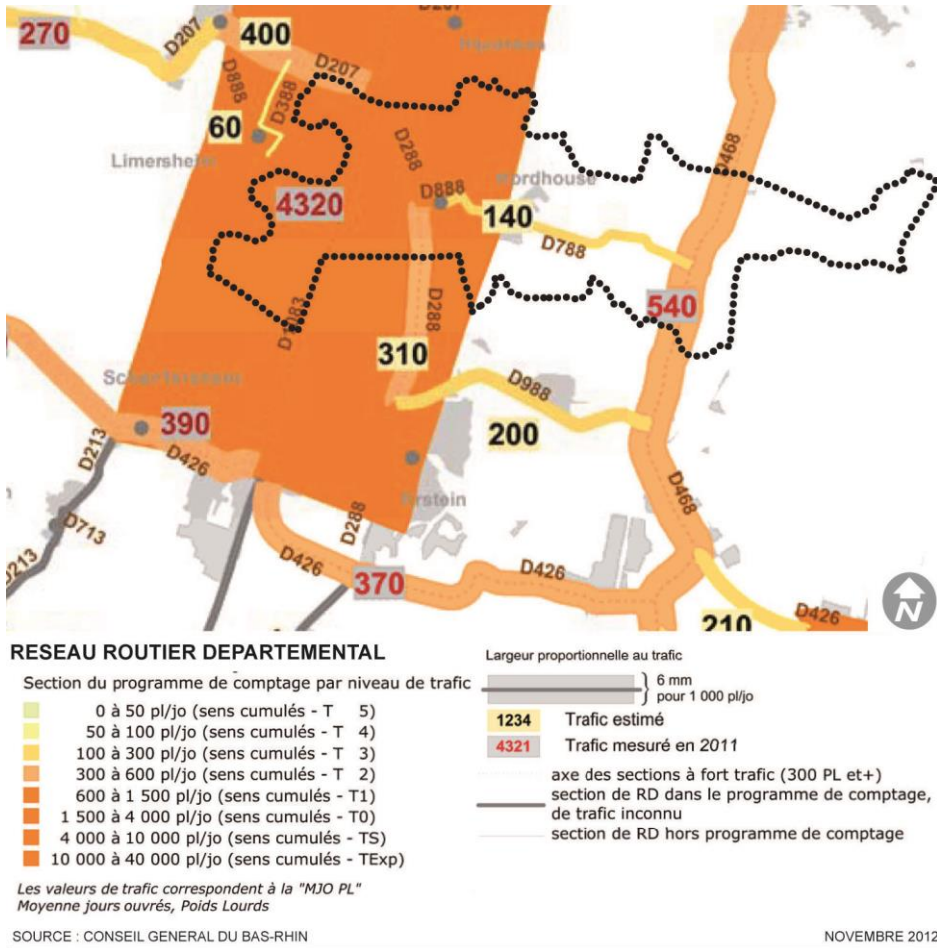 D207
270
D207
400
D207
D888
D388
60
Limersheim
D288
D468
4320
D888
Nordhouse
140
D788
D1083
D288
540
310
D988
200
390
D213
D426
D468
D713
D288
D213
D426
370
D426
210
D426
N
RESEAU ROUTIER DEPARTEMENTAL
Section du programme de comptage par niveau de trafic
0 à 50 pl/jo (sens cumulés - T 5)
50 à 100 pl/jo (sens cumulés - T 4)
100 à 300 pl/jo (sens cumulés - T 3)
300 à 600 pl/jo (sens cumulés - T 2)
600 à 1 500 pl/jo (sens cumulés - T1)
1 500 à 4 000 pl/jo (sens cumulés - T0)
4 000 à 10 000 pl/jo (sens cumulés - TS)
10 000 à 40 000 pl/jo (sens cumulés - TExp)
Les valeurs de trafic correspondent à la "MJO PL"
Moyenne jours ouvrés, Poids Lourds
Largeur proportionnelle au trafic
6 mm
pour 1 000 pl/jo
1234 Trafic estimé
4321 Trafic mesuré en 2011
axe des sections à fort trafic (300 PL et+)
section de RD dans le programme de comptage,
de trafic inconnu
section de RD hors programme de comptage
SOURCE : CONSEIL GENERAL DU BAS-RHIN
NOVEMBRE 2012